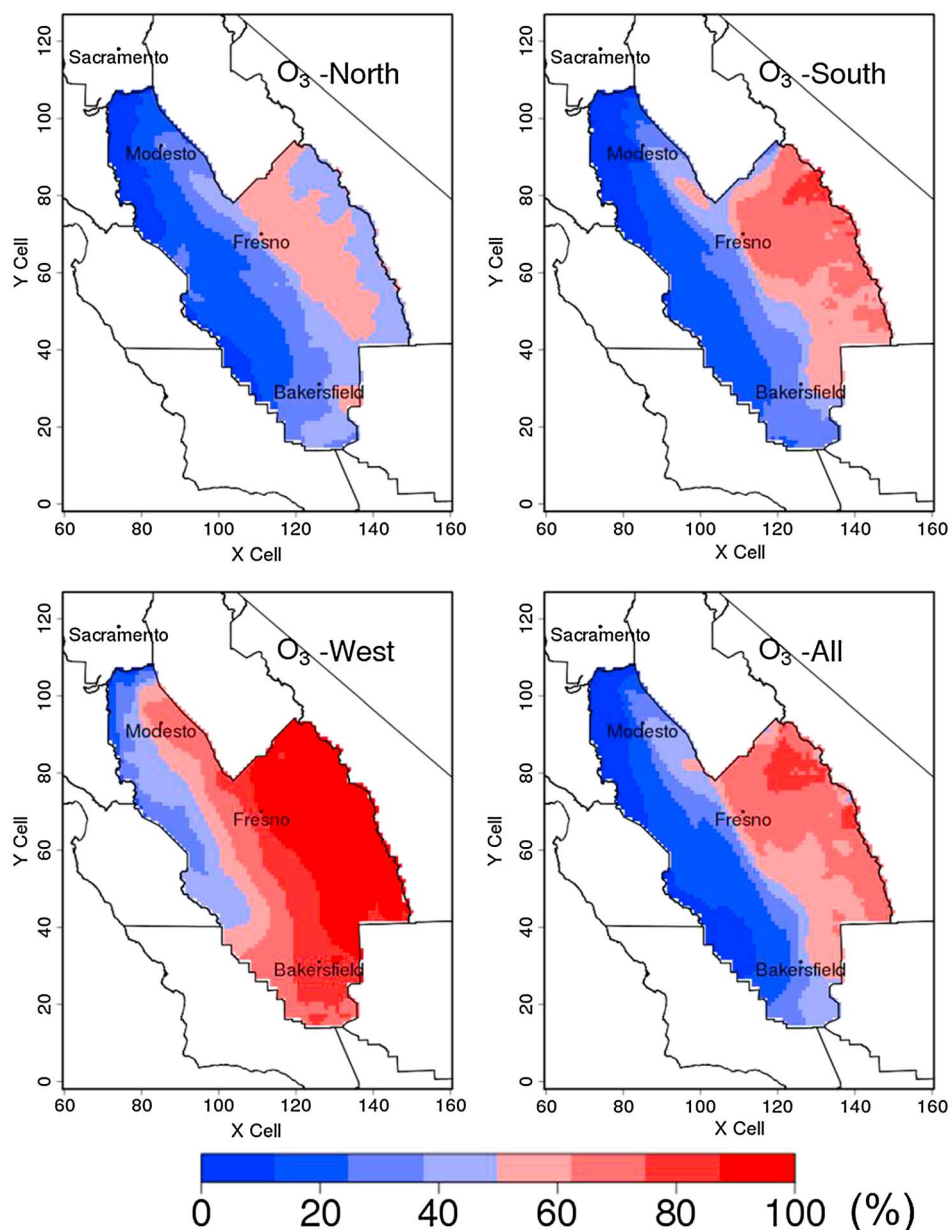 O3 -North
Sacramento
Modesto
Fresno
Bakersfield
Y Cell
0 20 40 60 80 100 120
60 80 100 120 140 160
X Cell
O3 -South
Sacramento
Modesto
Fresno
Bakersfield
Y Cell
0 20 40 60 80 100 120
60 80 100 120 140 160
X Cell
O3 -West
Sacramento
Modesto
Fresno
Bakersfield
Y Cell
0 20 40 60 80 100 120
60 80 100 120 140 160
X Cell
O3 -All
Sacramento
Modesto
Fresno
Bakersfield
Y Cell
0 20 40 60 80 100 120
60 80 100 120 140 160
X Cell
0 20 40 60 80 100 (%)